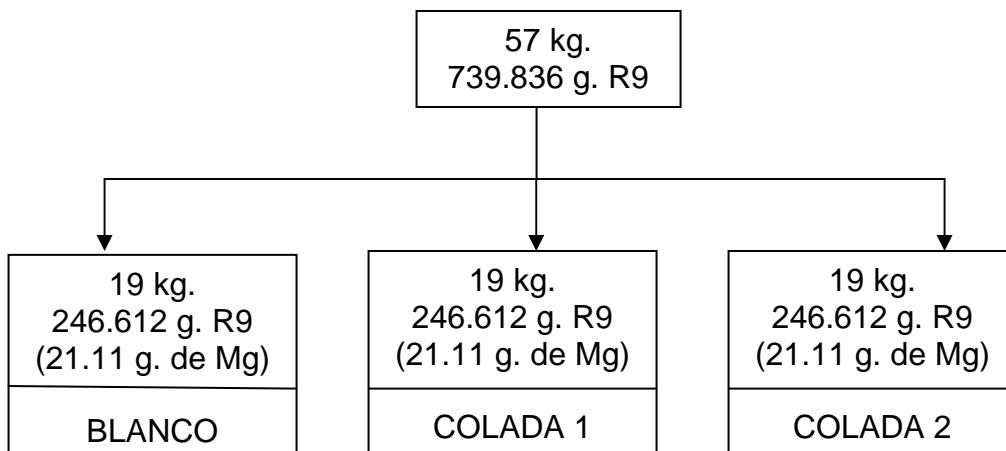 57 kg.
739.836 g. R9
19 kg.
246.612 g. R9
(21.11 g. de Mg)
BLANCO
19 kg.
246.612 g. R9
(21.11 g. de Mg)
COLADA 1
19 kg.
246.612 g. R9
(21.11 g. de Mg)
COLADA 2